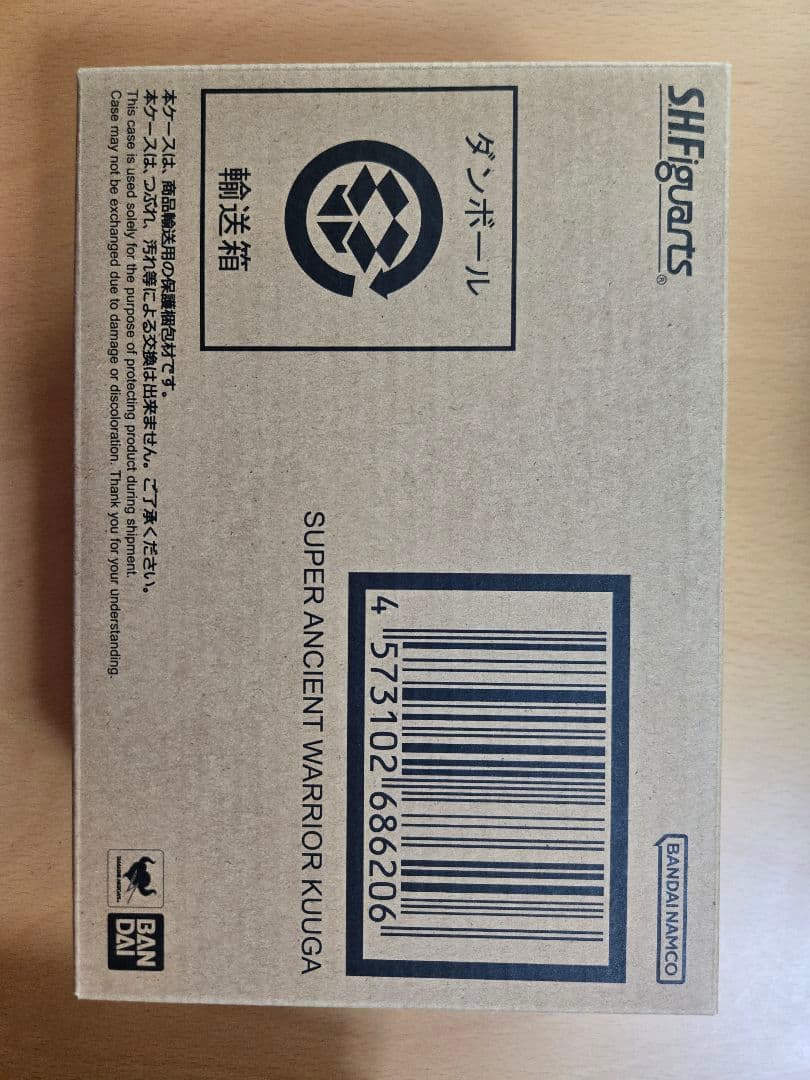 S.H.Figuarts®
ダンボール
輸送箱
4 573102 686206
SUPER ANCIENT WARRIOR KUUGA
BANDAI NAMCO
本ケースは、商品輸送用の保護梱包材です。
本ケースは、つぶれ、汚れ等による交換は出来ません。ご了承ください。
This case is used solely for the purpose of protecting product during shipment.
Case may not be exchanged due to damage or discoloration. Thank you for your understanding.
BAN
DAI